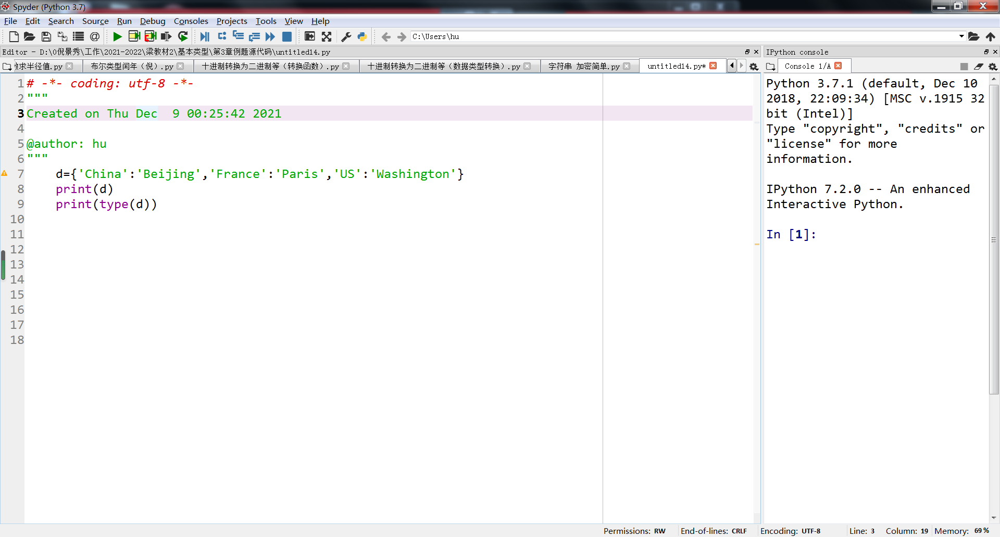 Spyder (Python 3.7)
File Edit Search Source Run Debug Consoles Projects Tools View Help
C:\Users\hu
Editor - D:\0倪景秀\工作\2021-2022\梁教材2\基本类型\第3章例题源代码\untitled14.py
求半径值.py 布尔类型闰年（倪）.py 十进制转换为二进制等（转换函数）.py 十进制转换为二进制等（数据类型转换）.py 字符串 加密简单.py untitled14.py*
1 # -*- coding: utf-8 -*-
2 """
3 Created on Thu Dec  9 00:25:42 2021
4
5 @author: hu
6 """
7     d={'China':'Beijing','France':'Paris','US':'Washington'}
8     print(d)
9     print(type(d))
10
11
12
13
14
15
16
17
18
IPython console
Console 1/A
Python 3.7.1 (default, Dec 10
2018, 22:09:34) [MSC v.1915 32
bit (Intel)]
Type "copyright", "credits" or
"license" for more
information.
IPython 7.2.0 -- An enhanced
Interactive Python.
In [1]:
Permissions: RW End-of-lines: CRLF Encoding: UTF-8 Line: 3 Column: 19 Memory: 69 %